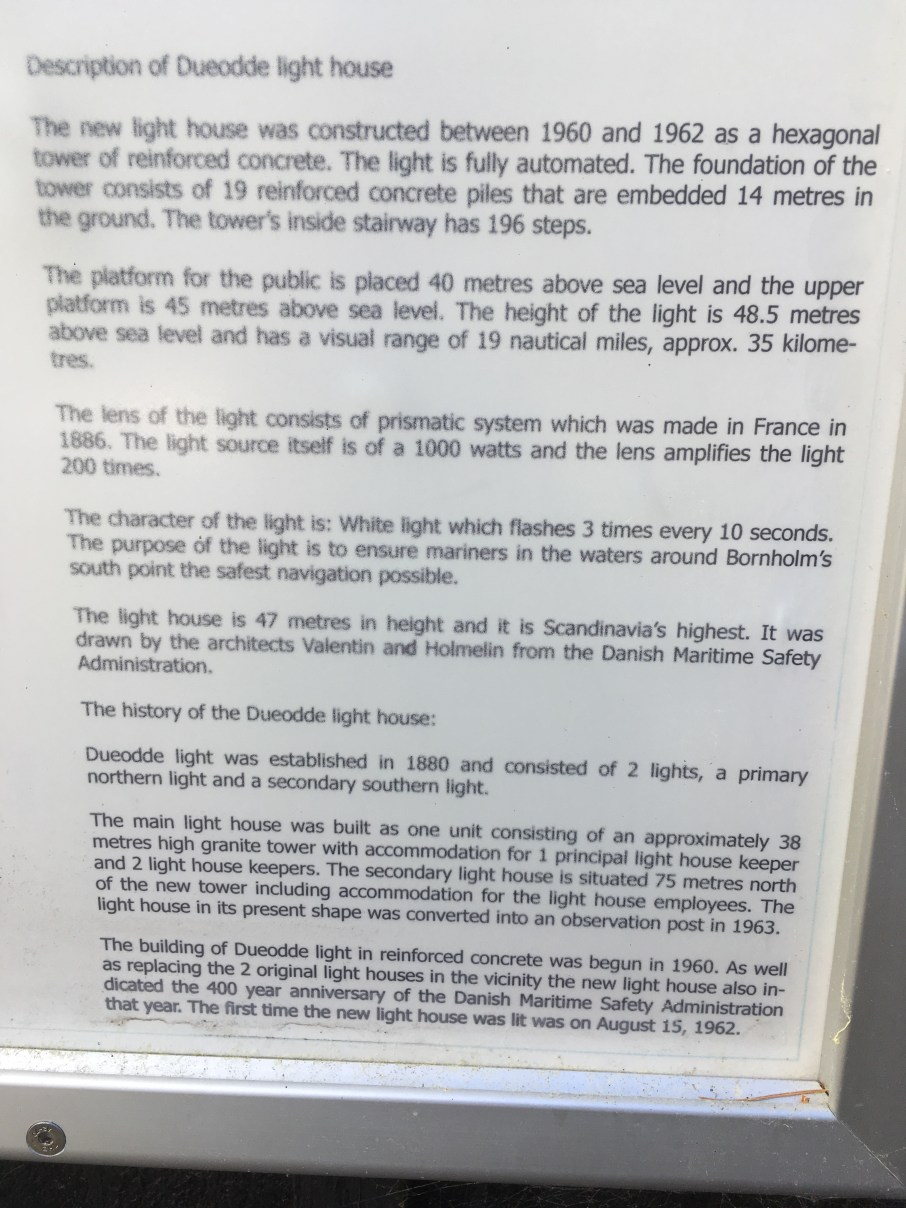 Description of Dueodde light house
The new light house was constructed between 1960 and 1962 as a hexagonal
tower of reinforced concrete. The light is fully automated. The foundation of the
tower consists of 19 reinforced concrete piles that are embedded 14 metres in
the ground. The tower's inside stairway has 196 steps.
The platform for the public is placed 40 metres above sea level and the upper
platform is 45 metres above sea level. The height of the light is 48.5 metres
above sea level and has a visual range of 19 nautical miles, approx. 35 kilome-
tres.
The lens of the light consists of prismatic system which was made in France in
1886. The light source itself is of a 1000 watts and the lens amplifies the light
200 times.
The character of the light is: White light which flashes 3 times every 10 seconds.
The purpose of the light is to ensure mariners in the waters around Bornholm's
south point the safest navigation possible.
The light house is 47 metres in height and it is Scandinavia's highest. It was
drawn by the architects Valentin and Holmelin from the Danish Maritime Safety
Administration.
The history of the Dueodde light house:
Dueodde light was established in 1880 and consisted of 2 lights, a primary
northern light and a secondary southern light.
The main light house was built as one unit consisting of an approximately 38
metres high granite tower with accommodation for 1 principal light house keeper
and 2 light house keepers. The secondary light house is situated 75 metres north
of the new tower including accommodation for the light house employees. The
light house in its present shape was converted into an observation post in 1963.
The building of Dueodde light in reinforced concrete was begun in 1960. As well
as replacing the 2 original light houses in the vicinity the new light house also in-
dicated the 400 year anniversary of the Danish Maritime Safety Administration
that year. The first time the new light house was lit was on August 15, 1962.